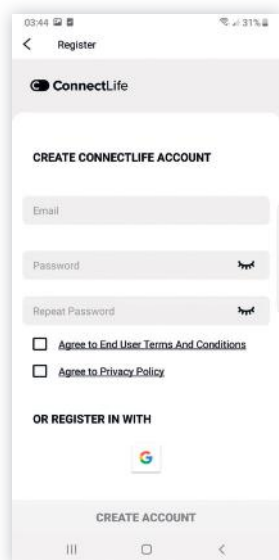 03:44 31%
Register
ConnectLife
CREATE CONNECTLIFE ACCOUNT
Email
Password
Repeat Password
Agree to End User Terms And Conditions
Agree to Privacy Policy
OR REGISTER IN WITH
G
CREATE ACCOUNT